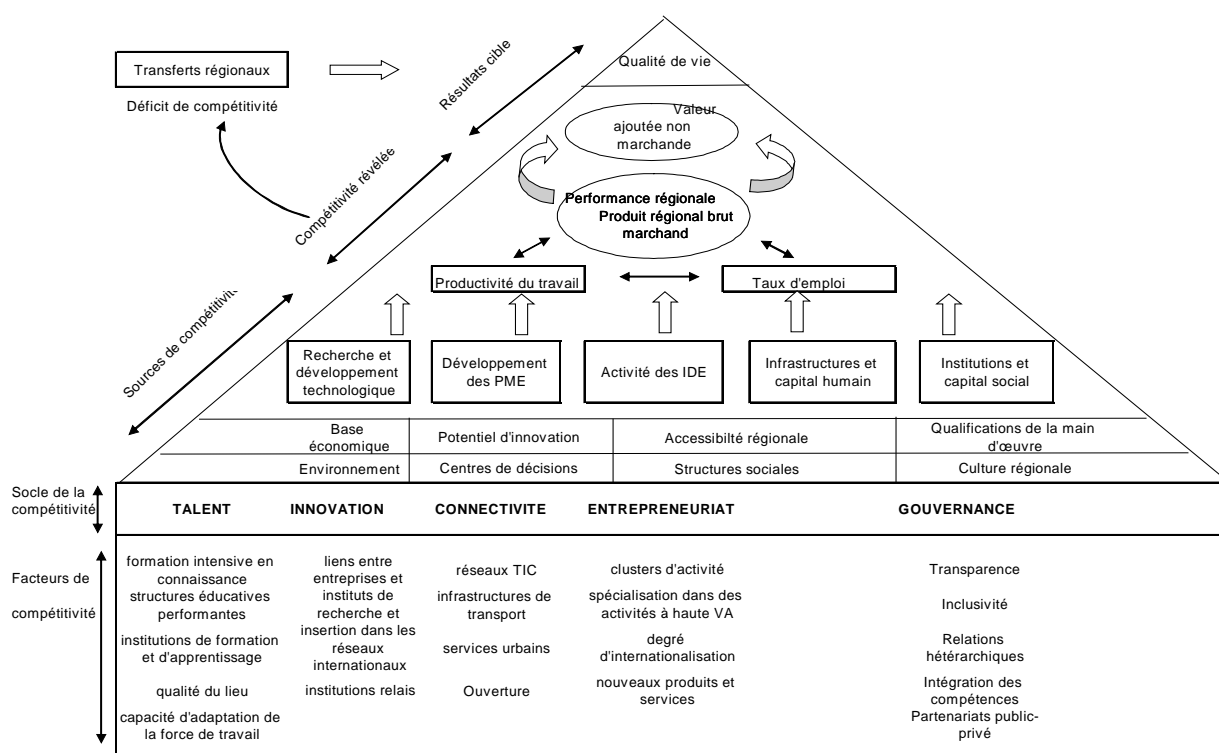 Qualité de vie
Transferts régionaux
Déficit de compétitivité
Résultats cible
Valeur
ajoutée non
marchande
Compétitivité révélée
Performance régionale
Produit régional brut
marchand
Productivité du travail
Taux d'emploi
Sources de compétitivité
Recherche et
développement
technologique
Développement
des PME
Activité des IDE
Infrastructures et
capital humain
Institutions et
capital social
Base
économique
Potentiel d'innovation
Accessibilté régionale
Qualifications de la main
d'œuvre
Environnement
Centres de décisions
Structures sociales
Culture régionale
Socle de la
compétitivité
TALENT
INNOVATION
CONNECTIVITE
ENTREPRENEURIAT
GOUVERNANCE
Facteurs de
compétitivité
formation intensive en
connaissance
structures éducatives
performantes
institutions de formation
et d'apprentissage
qualité du lieu
capacité d'adaptation de
la force de travail
liens entre
entreprises et
instituts de
recherche et
insertion dans les
réseaux
internationaux
institutions relais
réseaux TIC
infrastructures de
transport
services urbains
Ouverture
clusters d'activité
spécialisation dans des
activités à haute VA
degré
d'internationalisation
nouveaux produits et
services
Transparence
Inclusivité
Relations
hétérarchiques
Intégration des
compétences
Partenariats public-
privé